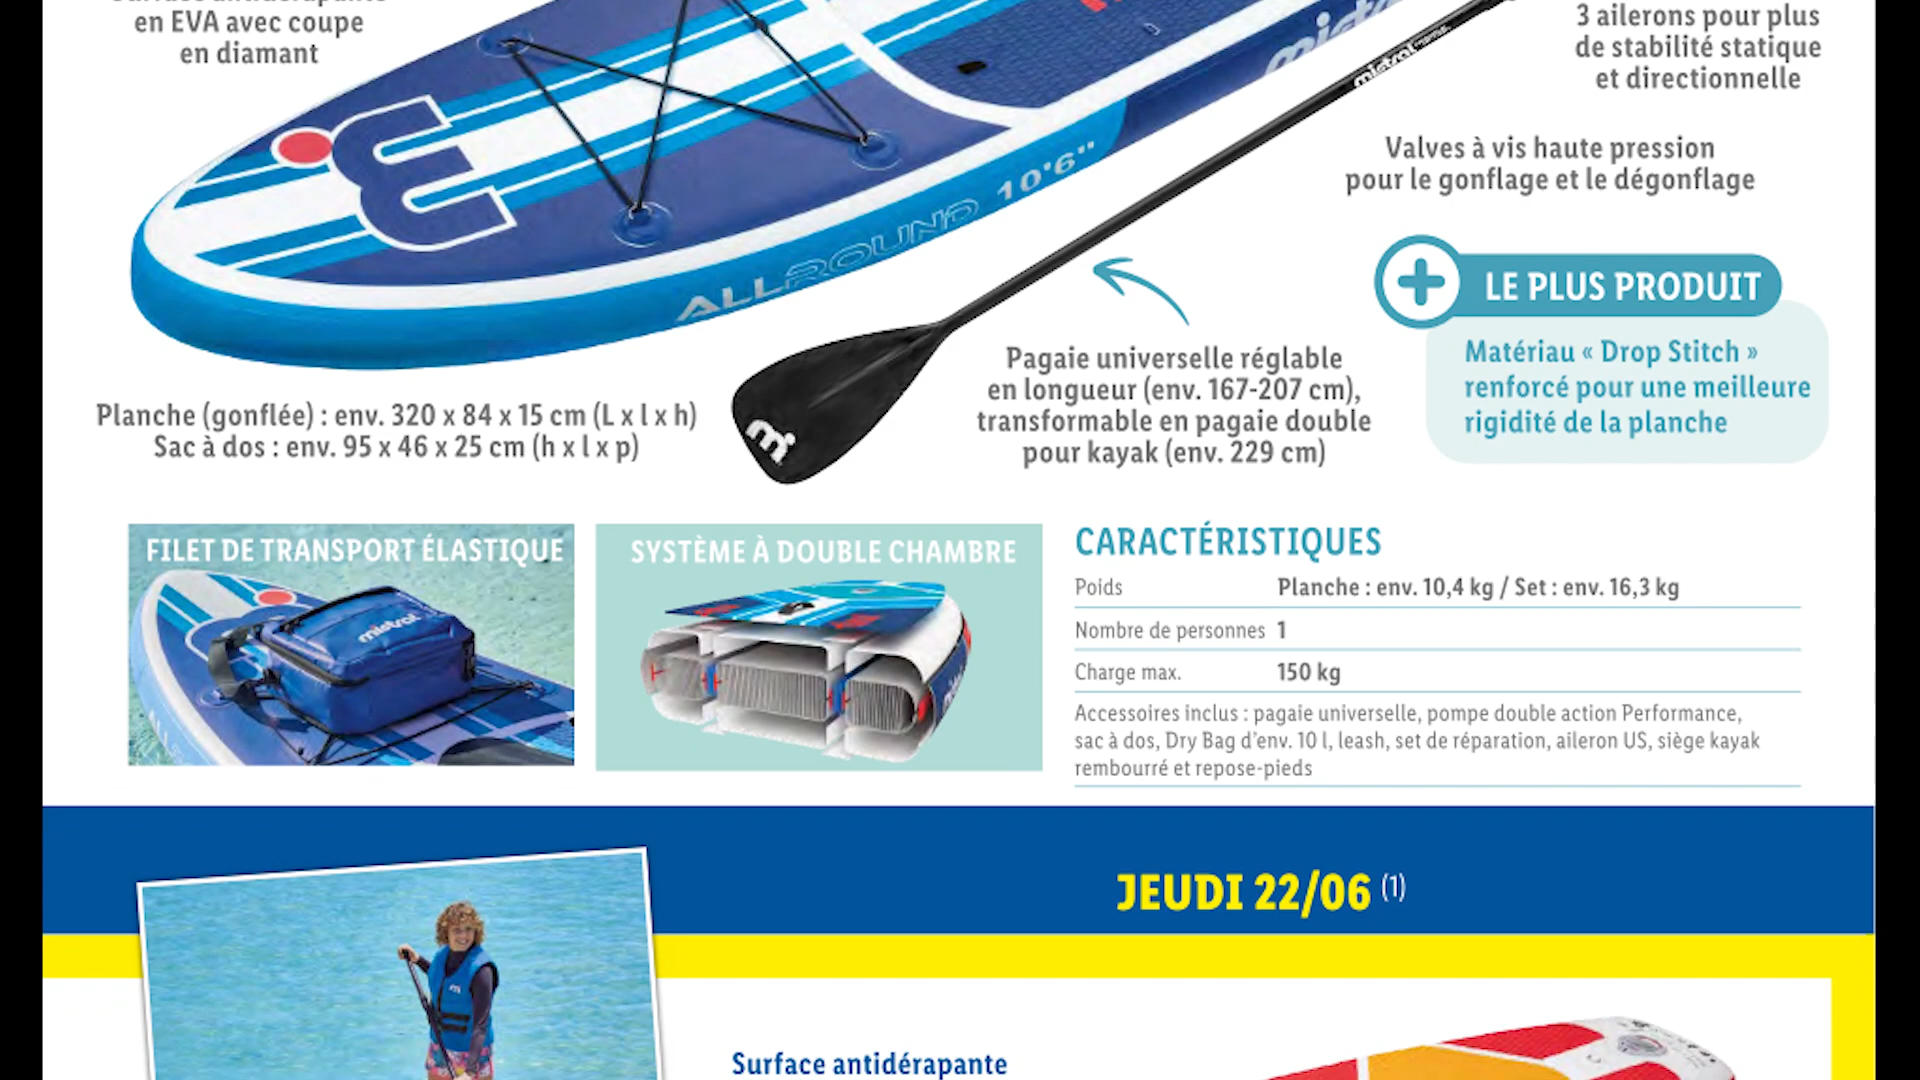 en EVA avec coupe
en diamant
3 ailerons pour plus
de stabilité statique
et directionnelle
Valves à vis haute pression
pour le gonflage et le dégonflage
mistral
ALLROUND 10'6"
LE PLUS PRODUIT
Matériau « Drop Stitch »
renforcé pour une meilleure
rigidité de la planche
Pagaie universelle réglable
en longueur (env. 167-207 cm),
transformable en pagaie double
pour kayak (env. 229 cm)
Planche (gonflée) : env. 320 x 84 x 15 cm (L x l x h)
Sac à dos : env. 95 x 46 x 25 cm (h x l x p)
FILET DE TRANSPORT ÉLASTIQUE
mistral
SYSTÈME À DOUBLE CHAMBRE
CARACTÉRISTIQUES
Poids Planche : env. 10,4 kg / Set : env. 16,3 kg
Nombre de personnes 1
Charge max. 150 kg
Accessoires inclus : pagaie universelle, pompe double action Performance,
sac à dos, Dry Bag d'env. 10 l, leash, set de réparation, aileron US, siège kayak
rembourré et repose-pieds
JEUDI 22/06 (1)
Surface antidérapante